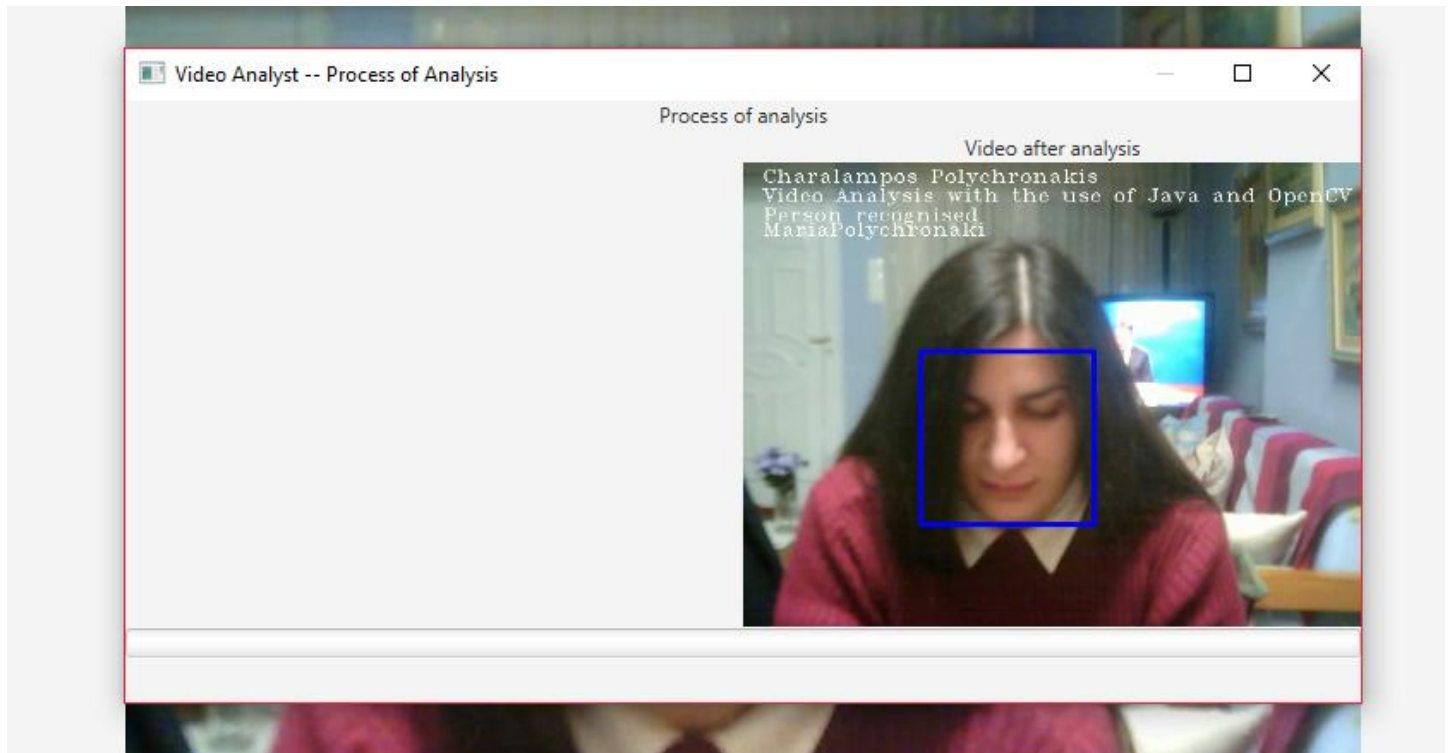 Video Analyst -- Process of Analysis
Process of analysis
Video after analysis
Charalampos Polychronakis
Video Analysis with the use of Java and OpenCV
Person recognised
MariaPolychronaki